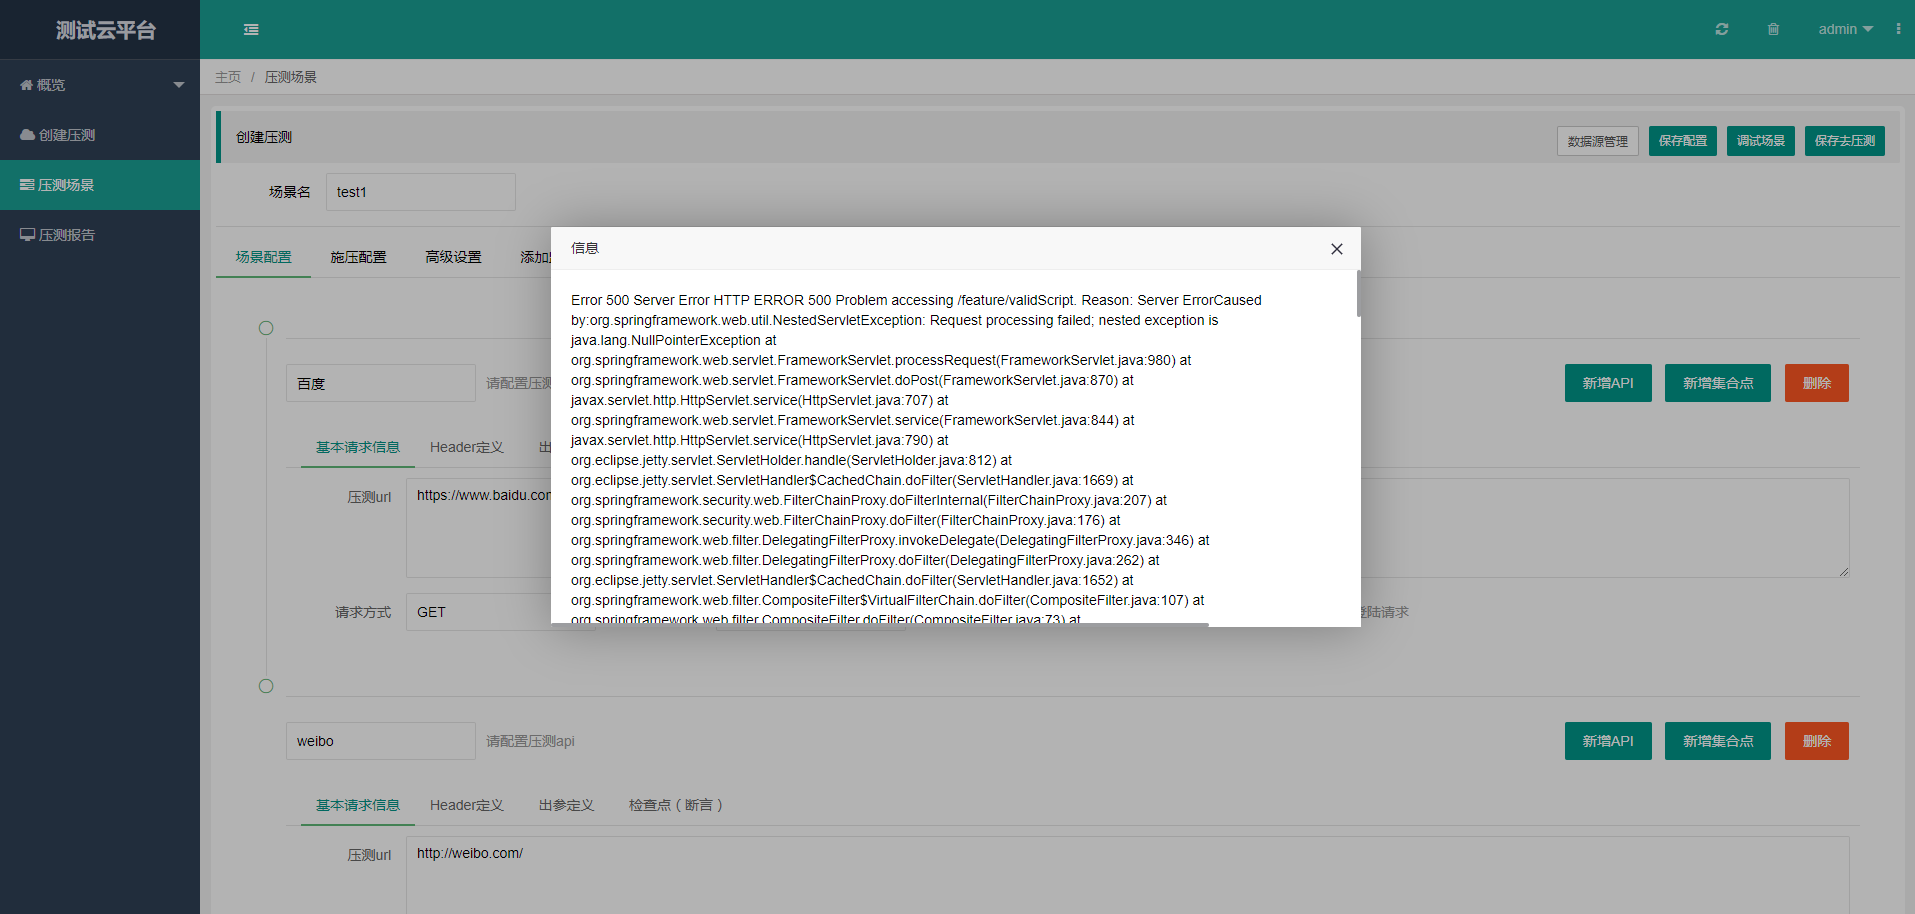 测试云平台
admin
概览
创建压测
压测场景
压测报告
主页 / 压测场景
创建压测
数据源管理
保存配置
调试场景
保存去压测
场景名
test1
场景配置
施压配置
高级设置
添加
信息
Error 500 Server Error HTTP ERROR 500 Problem accessing /feature/validScript. Reason: Server ErrorCaused
by:org.springframework.web.util.NestedServletException: Request processing failed; nested exception is
java.lang.NullPointerException at
org.springframework.web.servlet.FrameworkServlet.processRequest(FrameworkServlet.java:980) at
org.springframework.web.servlet.FrameworkServlet.doPost(FrameworkServlet.java:870) at
javax.servlet.http.HttpServlet.service(HttpServlet.java:707) at
org.springframework.web.servlet.FrameworkServlet.service(FrameworkServlet.java:844) at
javax.servlet.http.HttpServlet.service(HttpServlet.java:790) at
org.eclipse.jetty.servlet.ServletHolder.handle(ServletHolder.java:812) at
org.eclipse.jetty.servlet.ServletHandler$CachedChain.doFilter(ServletHandler.java:1669) at
org.springframework.security.web.FilterChainProxy.doFilterInternal(FilterChainProxy.java:207) at
org.springframework.security.web.FilterChainProxy.doFilter(FilterChainProxy.java:176) at
org.springframework.web.filter.DelegatingFilterProxy.invokeDelegate(DelegatingFilterProxy.java:346) at
org.springframework.web.filter.DelegatingFilterProxy.doFilter(DelegatingFilterProxy.java:262) at
org.eclipse.jetty.servlet.ServletHandler$CachedChain.doFilter(ServletHandler.java:1652) at
org.springframework.web.filter.CompositeFilter$VirtualFilterChain.doFilter(CompositeFilter.java:107) at
org.springframework.web.filter.CompositeFilter.doFilter(CompositeFilter.java:73) at
百度
请配置压测
新增API
新增集合点
删除
基本请求信息
Header定义
出
压测url
https://www.baidu.com
请求方式
GET
登陆请求
weibo
请配置压测api
新增API
新增集合点
删除
基本请求信息
Header定义
出参定义
检查点（断言）
压测url
http://weibo.com/